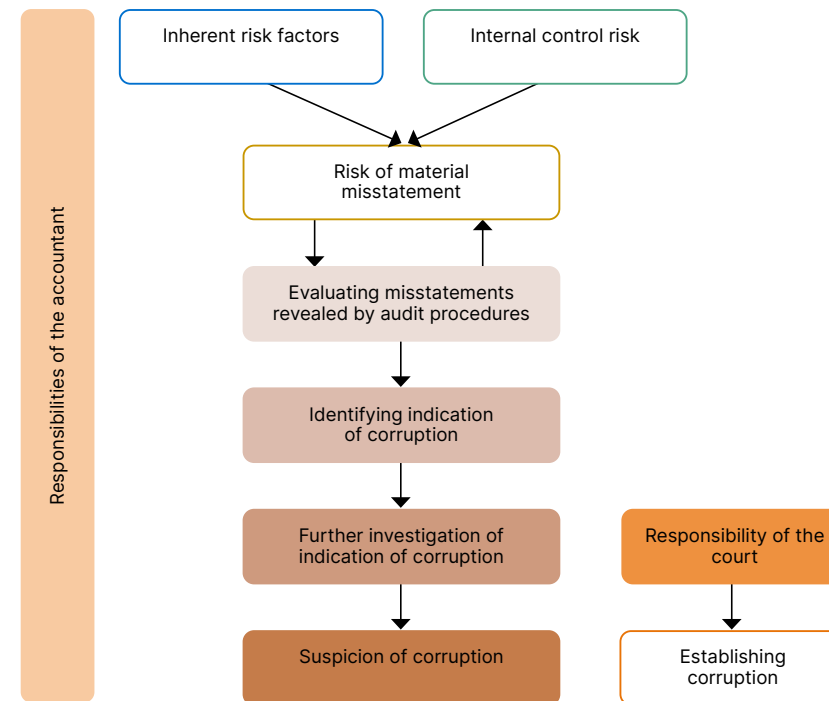 Responsibilities of the accountant
Inherent risk factors
Internal control risk
Risk of material
misstatement
Evaluating misstatements
revealed by audit procedures
Identifying indication
of corruption
Further investigation of
indication of corruption
Suspicion of corruption
Responsibility of the
court
Establishing
corruption